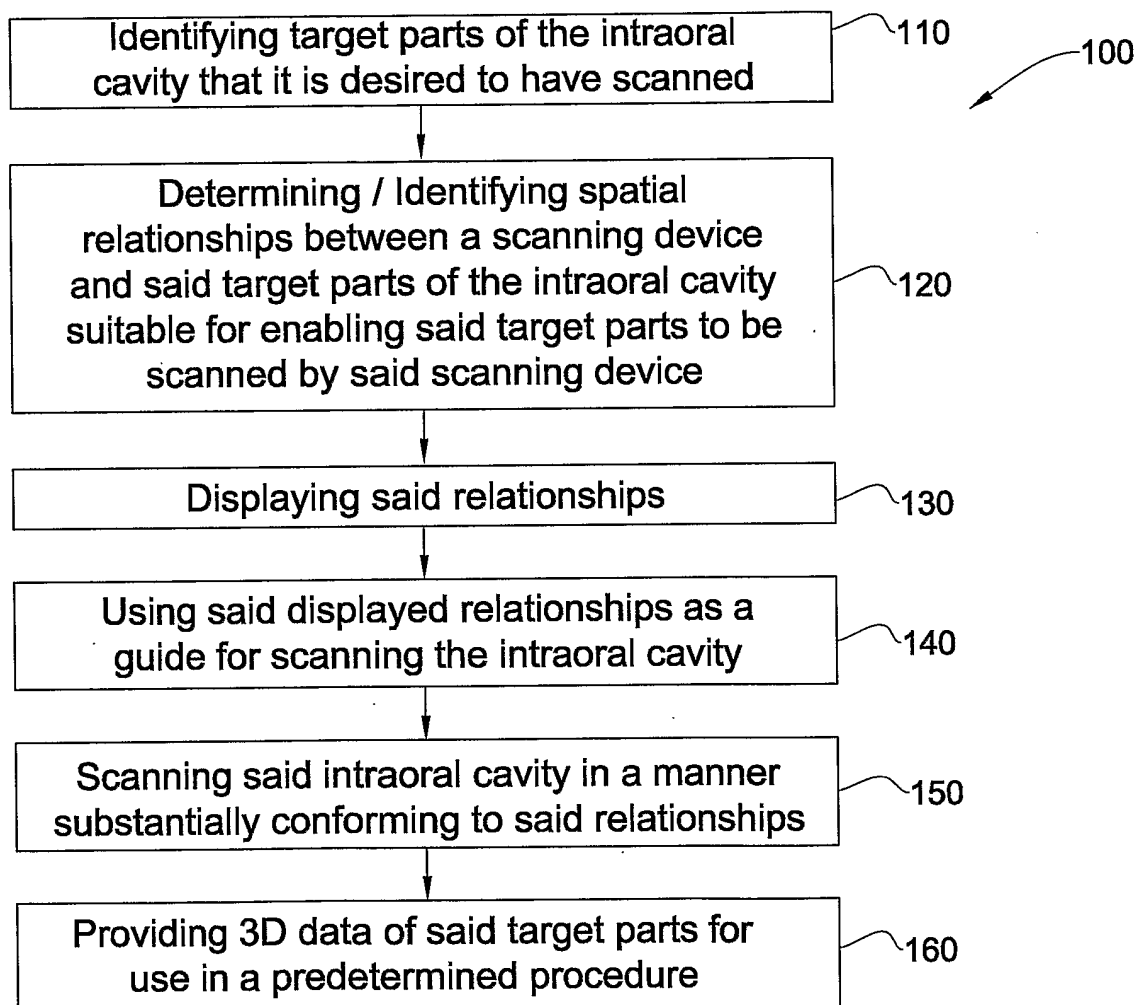 Identifying target parts of the intraoral
cavity that it is desired to have scanned
110
100
Determining / Identifying spatial
relationships between a scanning device
and said target parts of the intraoral cavity
suitable for enabling said target parts to be
scanned by said scanning device
120
Displaying said relationships
130
Using said displayed relationships as a
guide for scanning the intraoral cavity
140
Scanning said intraoral cavity in a manner
substantially conforming to said relationships
150
Providing 3D data of said target parts for
use in a predetermined procedure
160